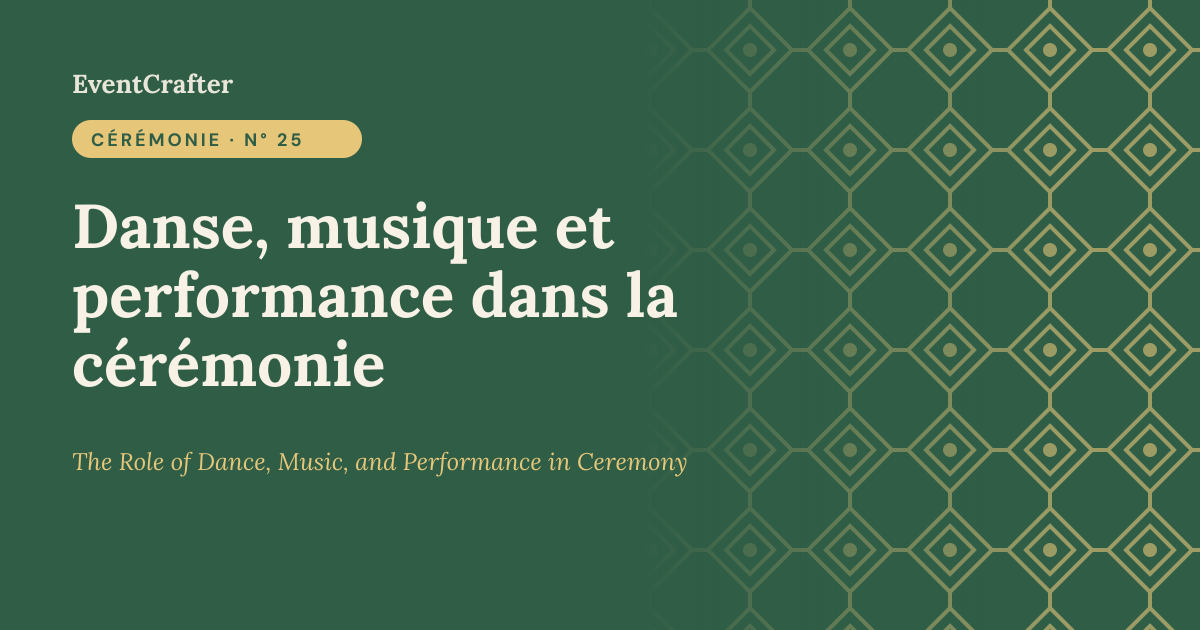 EventCrafter
CÉRÉMONIE · N° 25
Danse, musique et
performance dans la
cérémonie
The Role of Dance, Music, and Performance in Ceremony